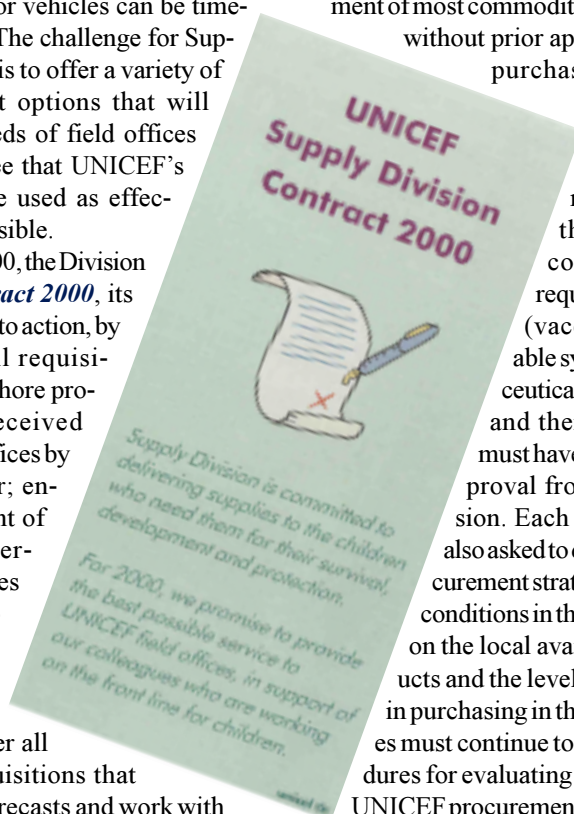 or vehicles can be time-
The challenge for Sup-
is to offer a variety of
t options that will
eds of field offices
ee that UNICEF's
e used as effec-
sible.
00, the Division
act 2000, its
to action, by
l requisi-
hore pro-
eceived
fices by
r; en-
nt of
er-
es
er all
uisitions that
recasts and work with
UNICEF
Supply Division
Contract 2000
Supply Division is committed to
delivering supplies to the children
who need them for their survival,
development and protection.
For 2000, we promise to provide
the best possible service to
UNICEF field offices, in support of
our colleagues who are working
on the front line for children.
ment of most commodit
without prior ap
purchas
th
co
requ
(vac
able sy
ceutica
and the
must have
proval fro
sion. Each
also asked to
curement strat
conditions in th
on the local ava
ucts and the level
in purchasing in th
es must continue to
dures for evaluating
UNICEF procurement